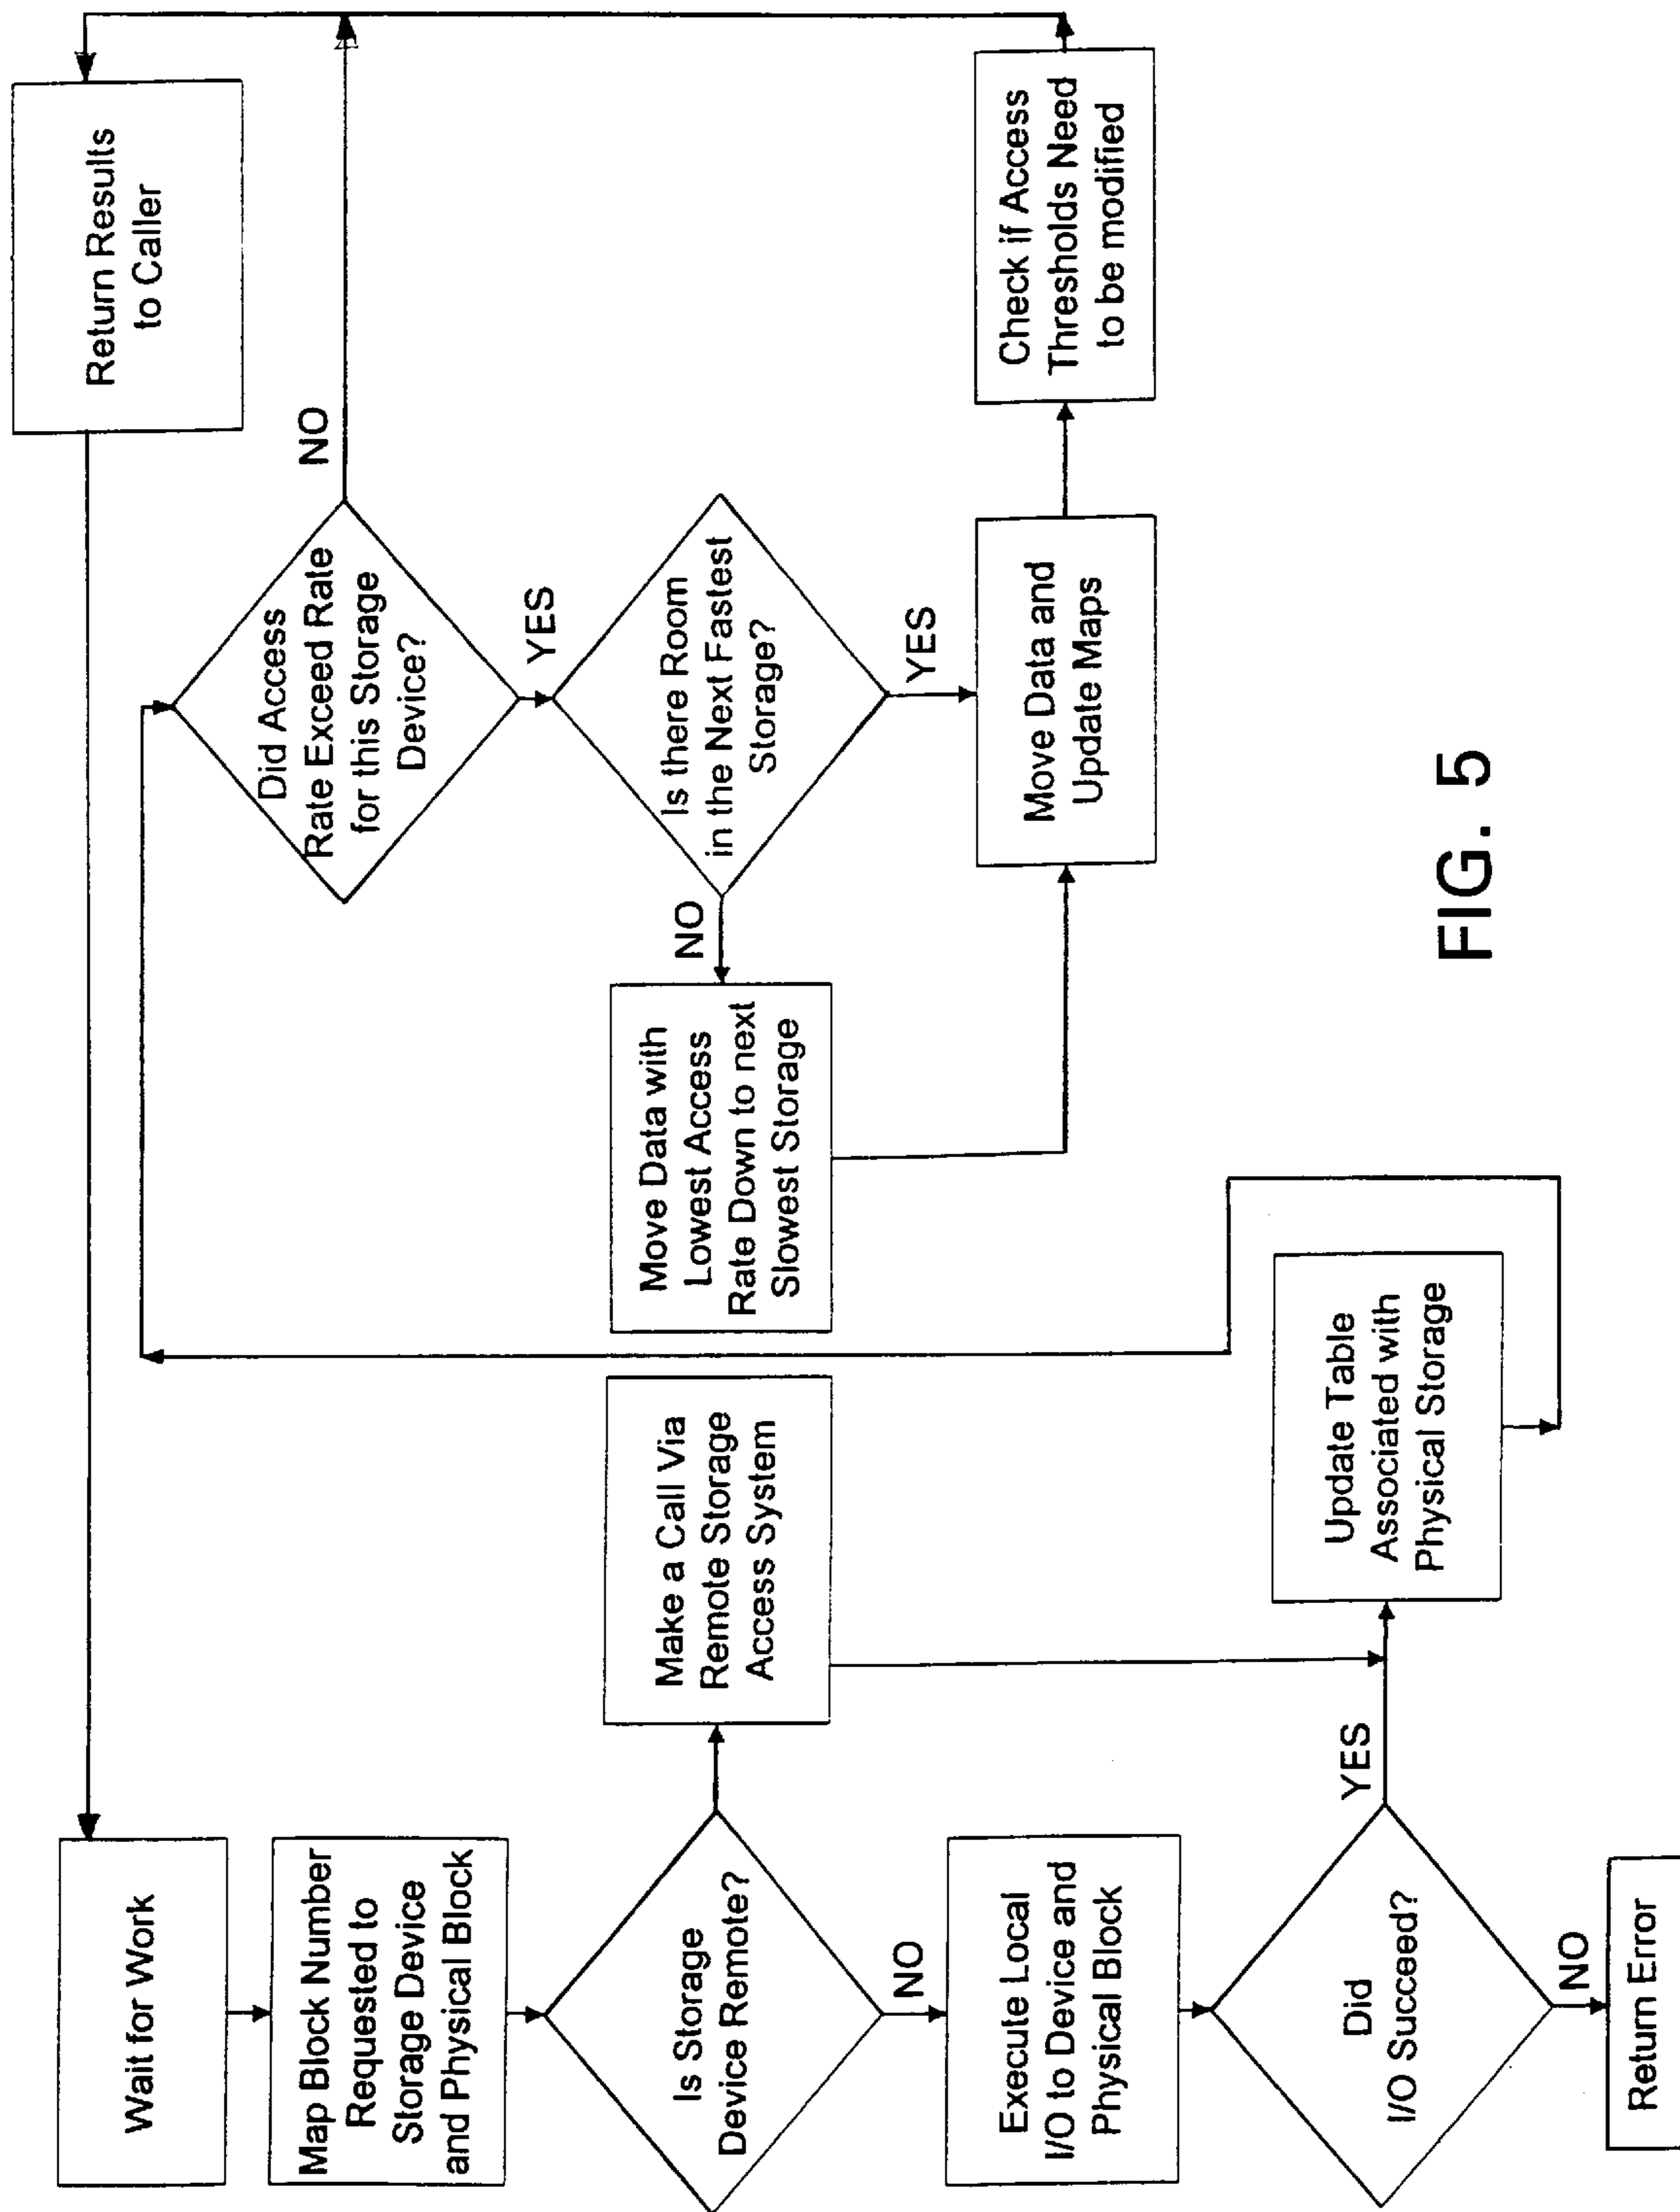 Wait for Work
Map Block Number
Requested to
Storage Device
and Physical Block
Is Storage
Device Remote?
NO
Make a Call Via
Remote Storage
Access System
Execute Local
I/O to Device and
Physical Block
Did
I/O Succeed?
YES
NO
Return Error
Update Table
Associated with
Physical Storage
Did Access
Rate Exceed Rate
for this Storage
Device?
NO
YES
Is there Room
in the Next Fastest
Storage?
NO
YES
Move Data with
Lowest Access
Rate Down to next
Slowest Storage
Move Data and
Update Maps
Check if Access
Thresholds Need
to be modified
Return Results
to Caller
FIG. 5